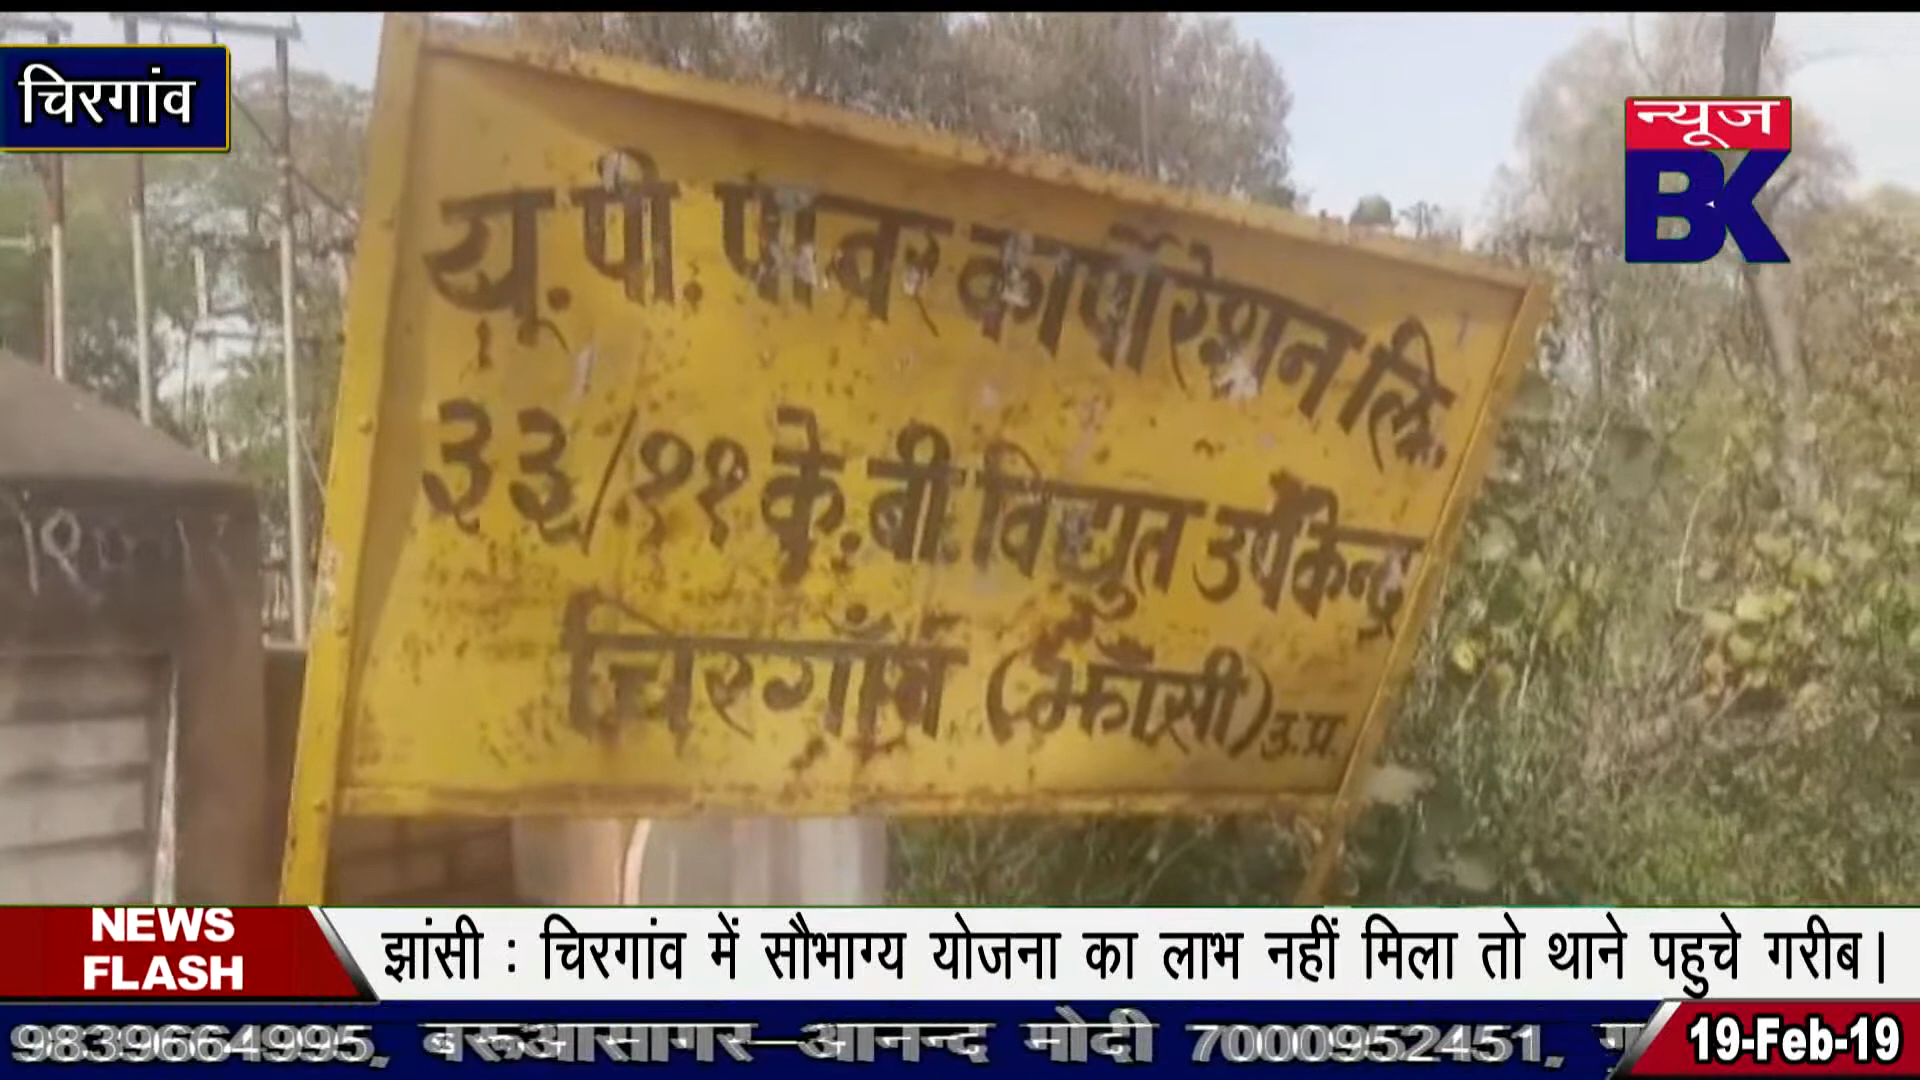 चिरगांव
न्यूज
BK
यू.पी. पावर कार्पोरेशन लि.
३३/११ के.बी विद्युत उपकेन्द्र
चिरगाँव (झाँसी) उ.प्र.
NEWS
FLASH
झांसी : चिरगांव में सौभाग्य योजना का लाभ नहीं मिला तो थाने पहुचे गरीब।
9839664995, बरूआसागर-आनन्द मोदी 7000952451,
19-Feb-19